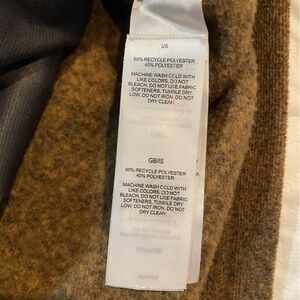 US
60% RECYCLE POLYESTER
40% POLYESTER
MACHINE WASH COLD WITH
LIKE COLORS, DO NOT
BLEACH, DO NOT USE FABRIC
SOFTENERS, TUMBLE DRY
LOW, DO NOT IRON, DO NOT
DRY CLEAN
GB/IS
60% RECYCLE POLYESTER
40% POLYESTER
MACHINE WASH COLD WITH
LIKE COLORS, DO NOT
BLEACH, DO NOT USE FABRIC
SOFTENERS, TUMBLE DRY
LOW, DO NOT IRON, DO NOT
DRY CLEAN